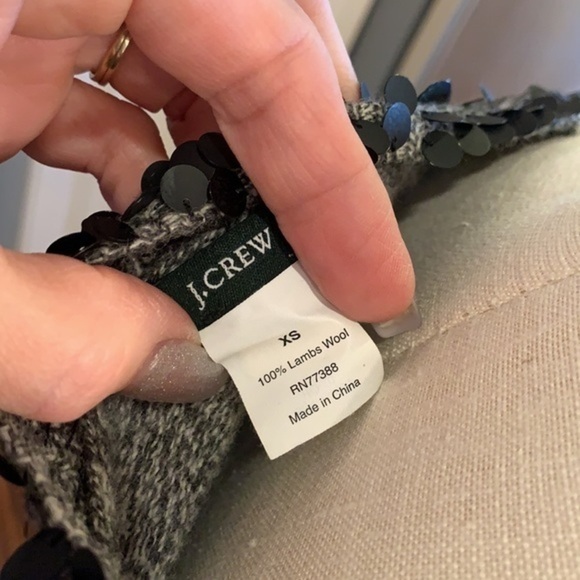 J.CREW
XS
100% Lambs Wool
RN77388
Made in China